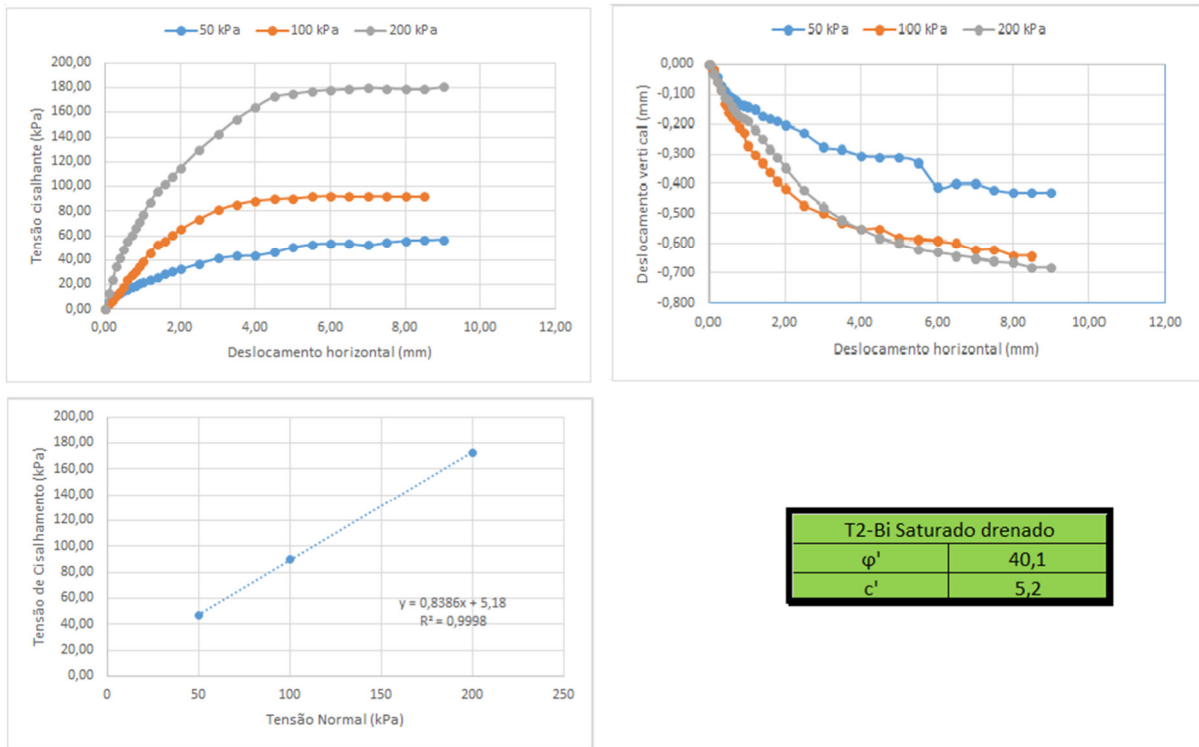 50 kPa 100 kPa 200 kPa
Tensão cisalhante (kPa)
200,00
180,00
160,00
140,00
120,00
100,00
80,00
60,00
40,00
20,00
0,00
0,00 2,00 4,00 6,00 8,00 10,00 12,00
Deslocamento horizontal (mm)
50 kPa 100 kPa 200 kPa
Deslocamento vertical (mm)
0,000
-0,100
-0,200
-0,300
-0,400
-0,500
-0,600
-0,700
-0,800
0,00 2,00 4,00 6,00 8,00 10,00 12,00
Deslocamento horizontal (mm)
Tensão de Cisalhamento (kPa)
200,00
180,00
160,00
140,00
120,00
100,00
80,00
60,00
40,00
20,00
0,00
y = 0,8386x + 5,18
R² = 0,9998
0 50 100 150 200 250
Tensão Normal (kPa)
T2-Bi Saturado drenado
φ' 40,1
c' 5,2